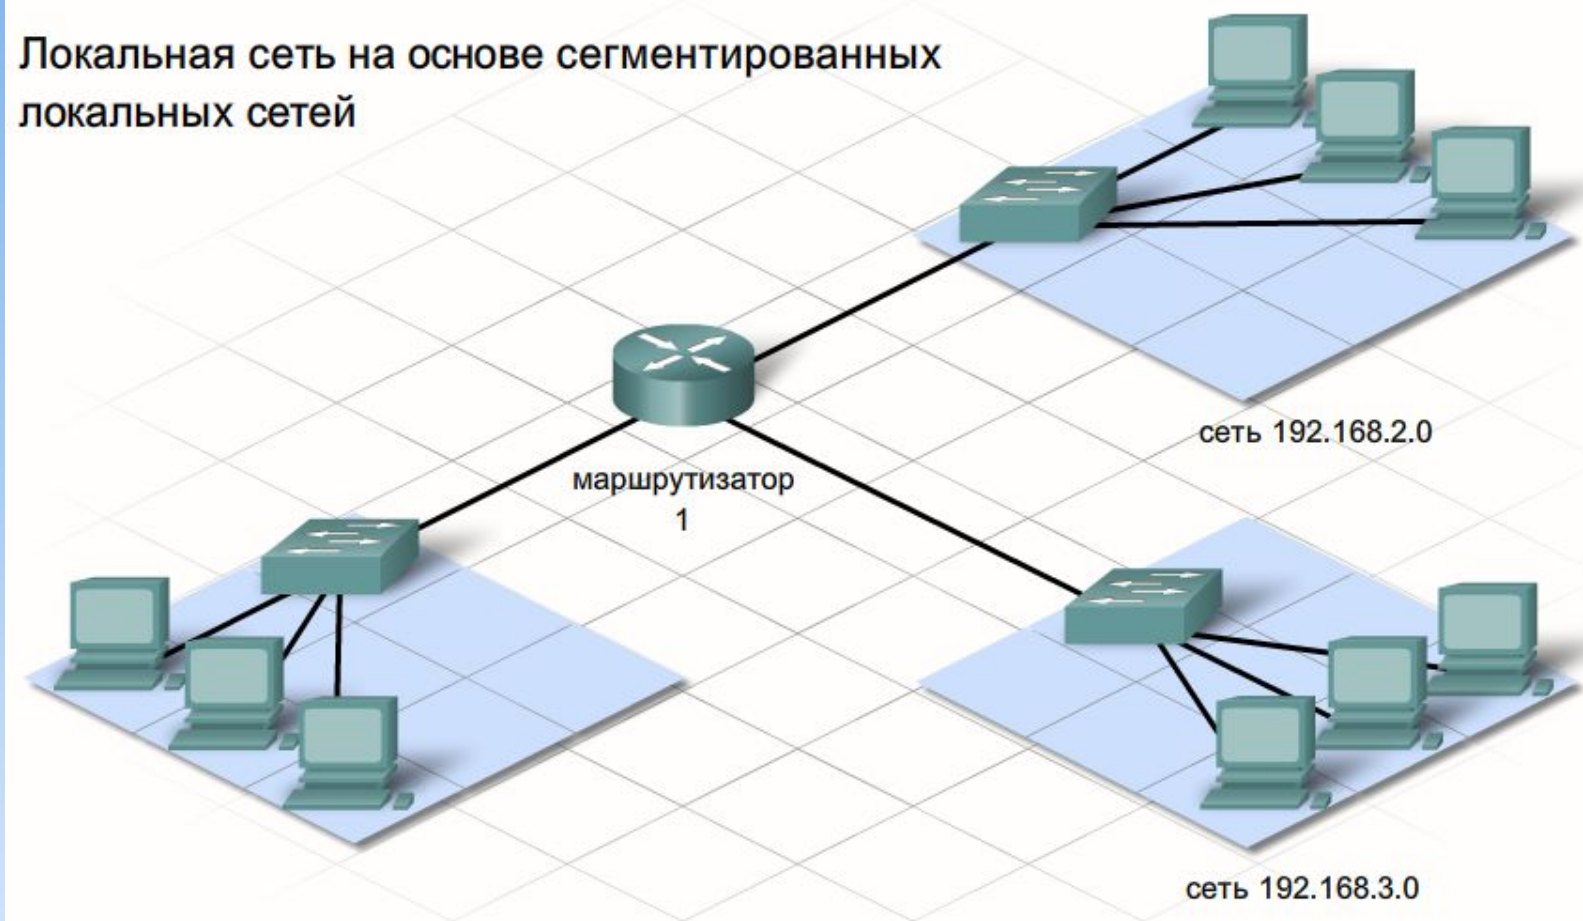 Локальная сеть на основе сегментированных
локальных сетей
сеть 192.168.2.0
маршрутизатор
1
сеть 192.168.3.0